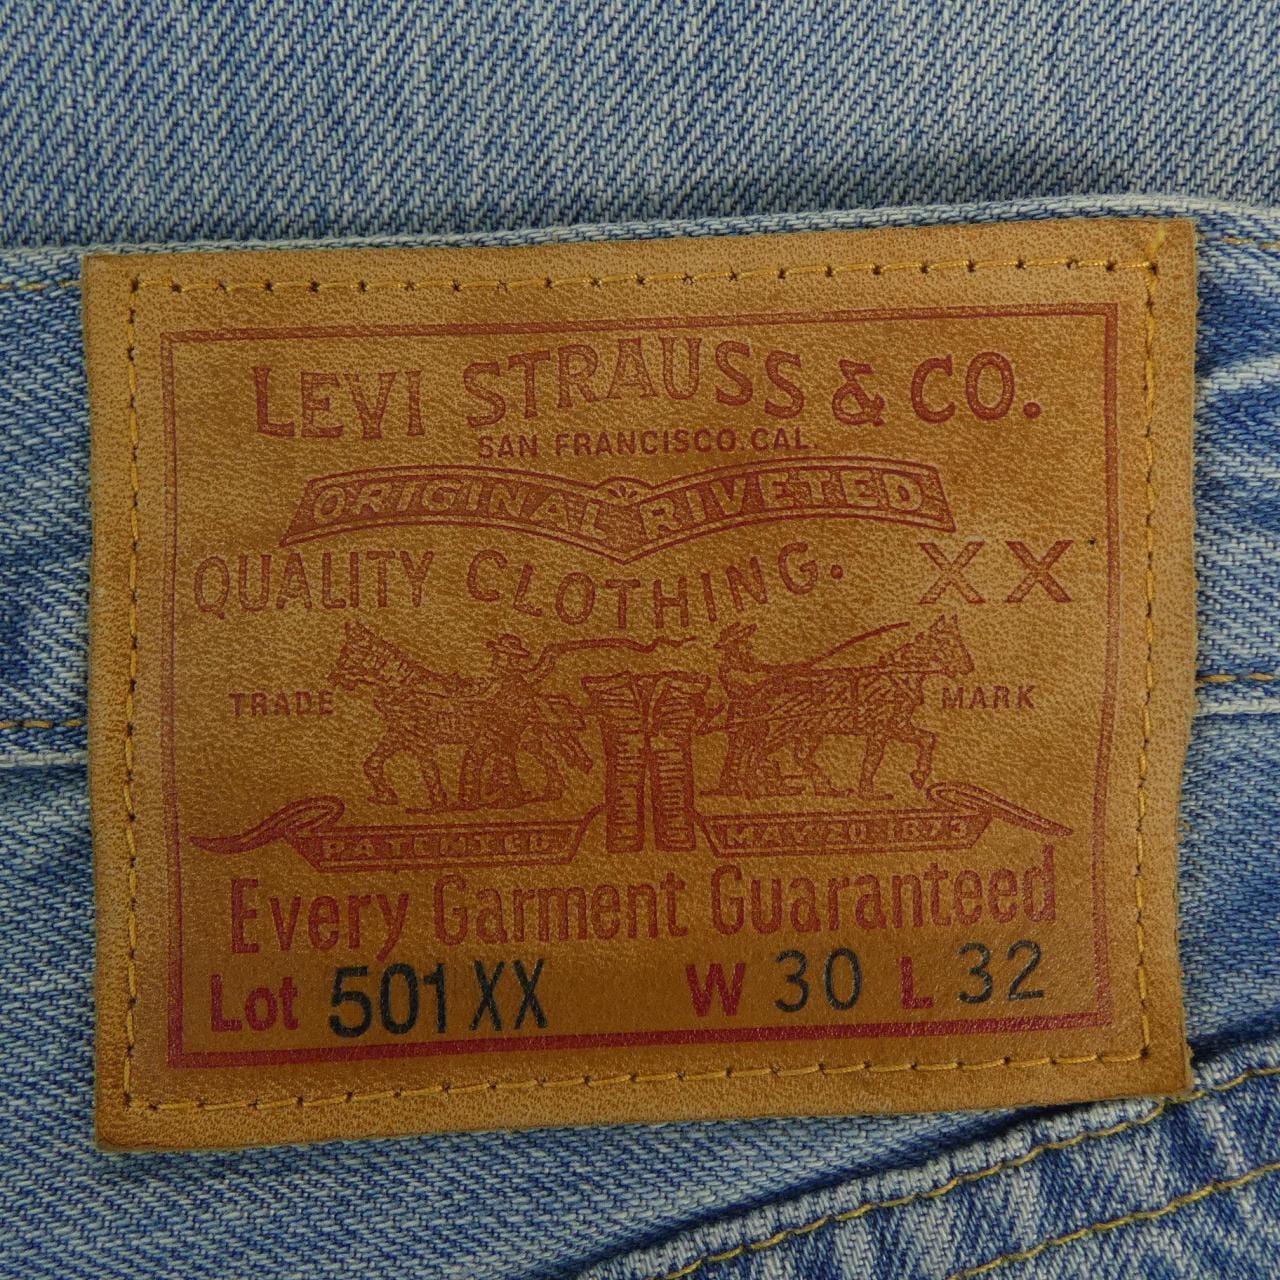 LEVI STRAUSS & CO.
SAN FRANCISCO.CAL.
ORIGINAL RIVETED
QUALITY CLOTHING. XX
TRADE MARK
PATENTED MAY 20 1873
Every Garment Guaranteed
Lot 501XX W 30 L 32